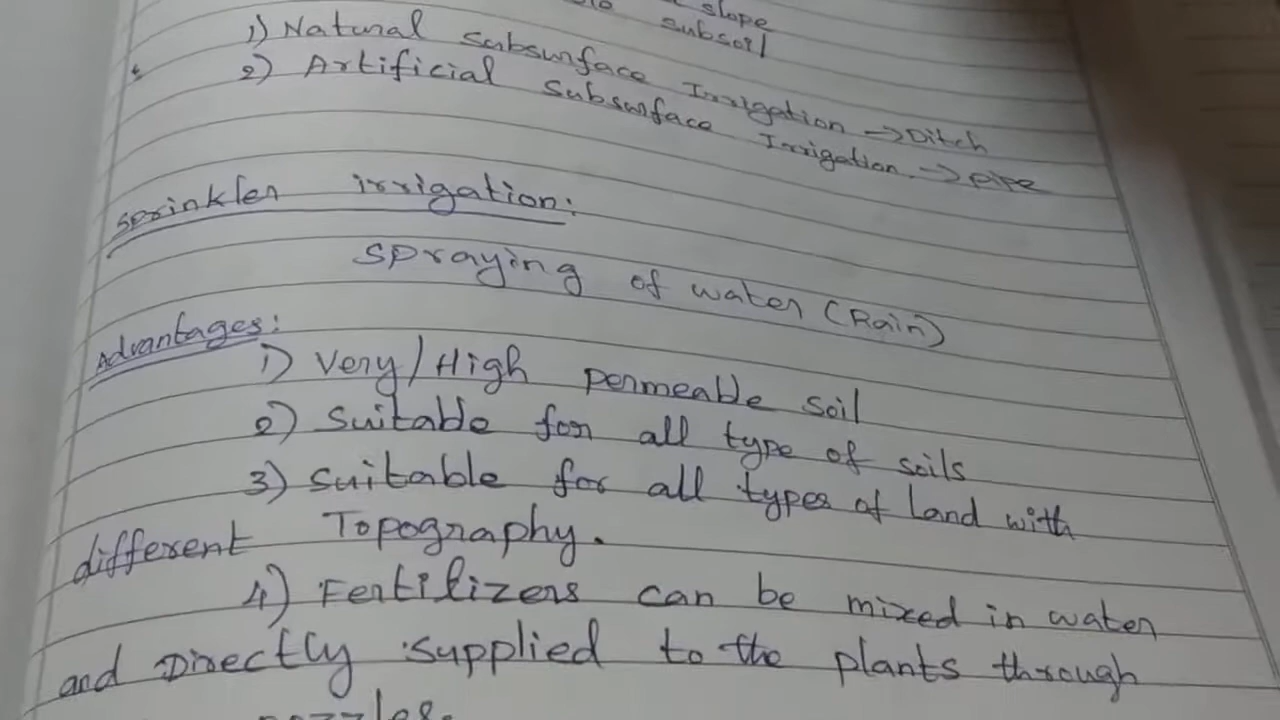 slope
subsoil
1) Natural subsurface Irrigation → Ditch
2) Artificial Subsurface Irrigation → pipe
Sprinkler irrigation:
Spraying of water (Rain)
Advantages:
1) Very/High permeable soil
2) Suitable for all type of soils
3) Suitable for all types of land with
different Topography.
4) Fertilizers can be mixed in water
and Directly supplied to the plants through
nozzles.